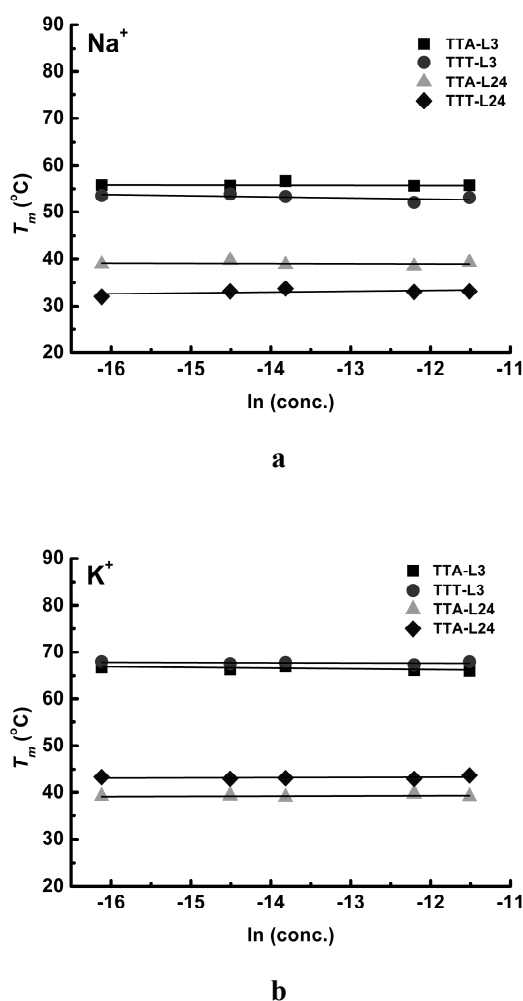 Na+
TTA-L3
TTT-L3
TTA-L24
TTT-L24
90
80
70
60
50
40
30
20
Tm (°C)
-16 -15 -14 -13 -12 -11
ln (conc.)
a
K+
TTA-L3
TTT-L3
TTA-L24
TTA-L24
90
80
70
60
50
40
30
20
Tm (°C)
-16 -15 -14 -13 -12 -11
ln (conc.)
b